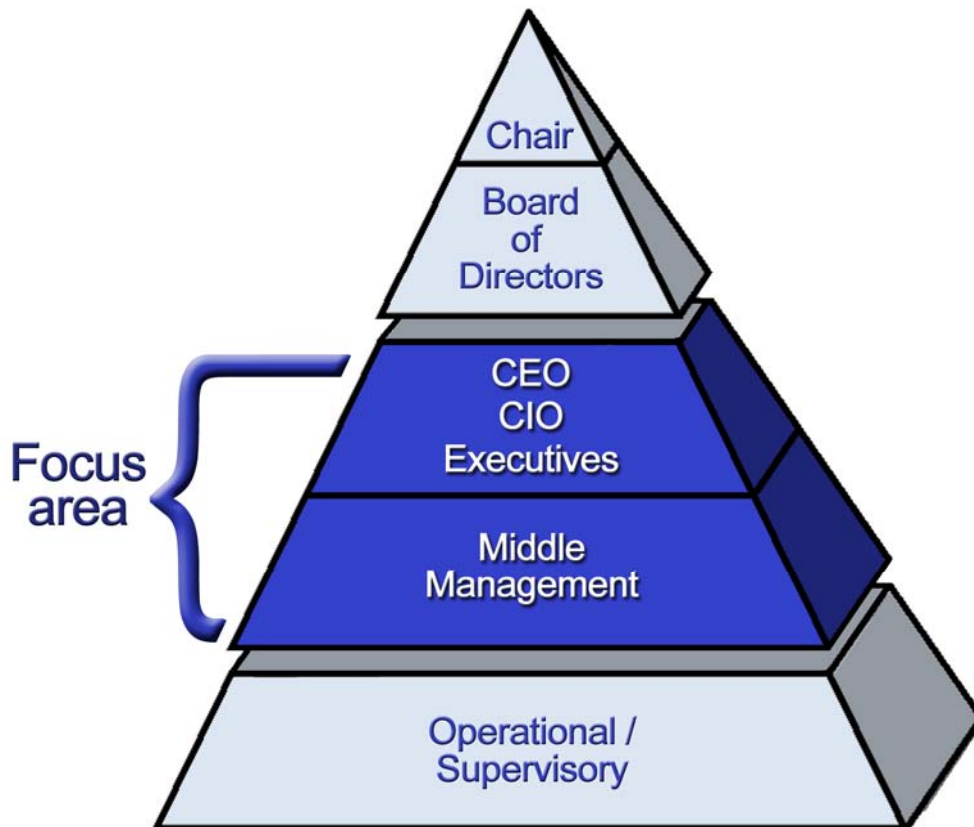 Chair
Board
of
Directors
CEO
CIO
Executives
Focus
area
Middle
Management
Operational /
Supervisory